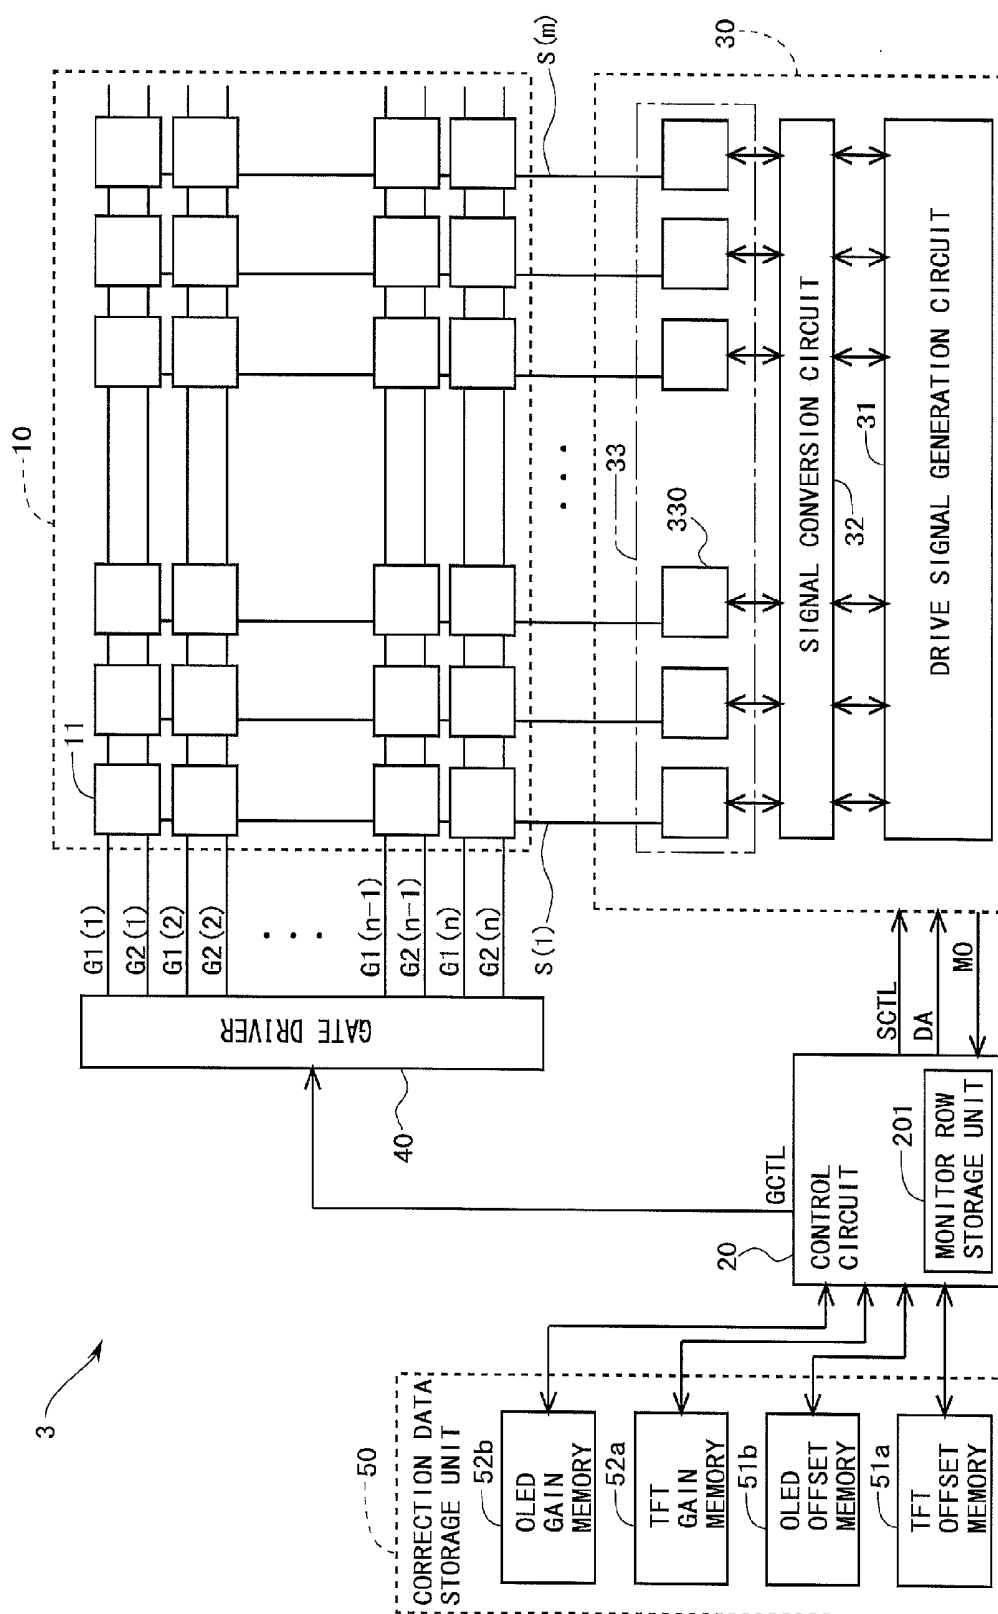 3
10
11
G1(1)
G2(1)
G1(2)
G2(2)
...
G1(n-1)
G2(n-1)
G1(n)
G2(n)
S(1)
S(m)
....
GATE DRIVER
40
30
33
330
SIGNAL CONVERSION CIRCUIT
32
31
DRIVE SIGNAL GENERATION CIRCUIT
GCTL
SCTL
DA
MO
20
CONTROL
CIRCUIT
201
MONITOR ROW
STORAGE UNIT
50
CORRECTION DATA
STORAGE UNIT
52b
OLED
GAIN
MEMORY
52a
TFT
GAIN
MEMORY
51b
OLED
OFFSET
MEMORY
51a
TFT
OFFSET
MEMORY